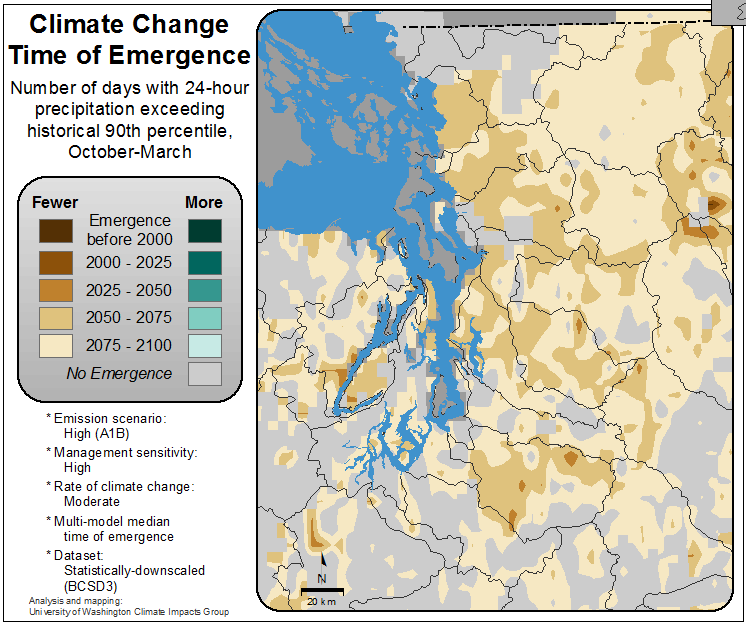 Climate Change
Time of Emergence
Number of days with 24-hour
precipitation exceeding
historical 90th percentile,
October-March
Fewer More
Emergence
before 2000
2000 - 2025
2025 - 2050
2050 - 2075
2075 - 2100
No Emergence
* Emission scenario:
High (A1B)
* Management sensitivity:
High
* Rate of climate change:
Moderate
* Multi-model median
time of emergence
* Dataset:
Statistically-downscaled
(BCSD3)
Analysis and mapping:
University of Washington Climate Impacts Group
N
20 km